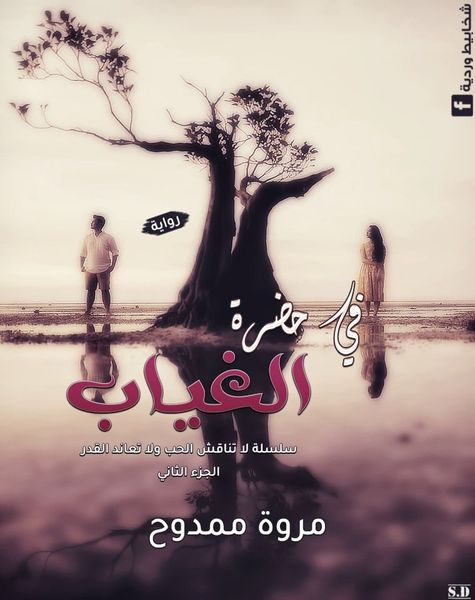 شخابيط وردية
رواية
في حضرة
الغياب
سلسلة لا تناقش الحب ولا تعاند القدر
الجزء الثاني
مروة ممدوح
S.D